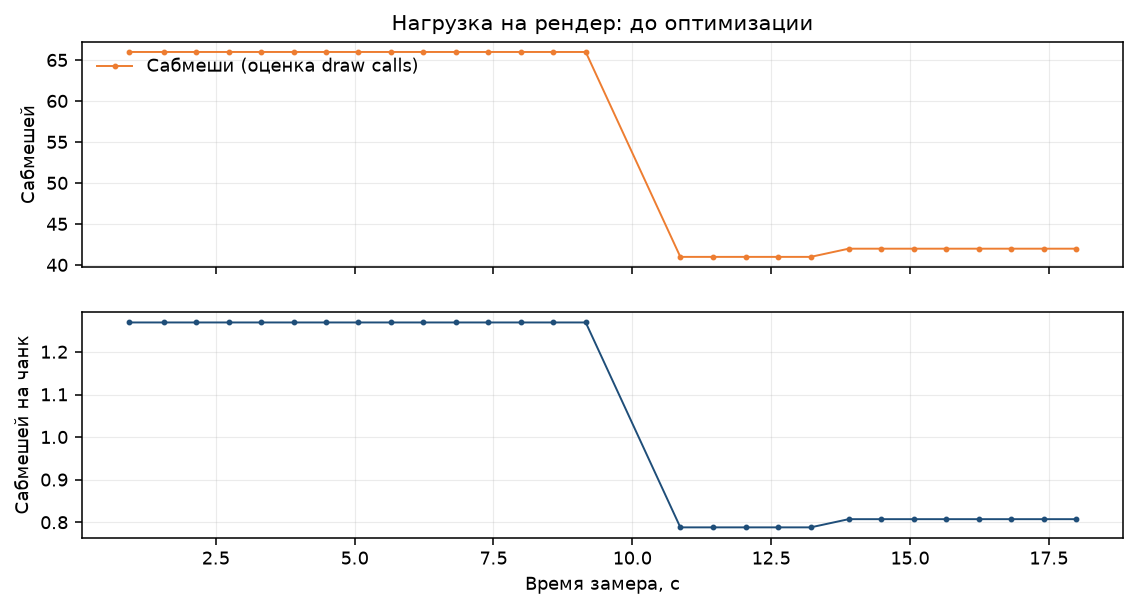 Нагрузка на рендер: до оптимизации
65
60
55
50
45
40
Сабмешей
Сабмеши (оценка draw calls)
1.2
1.1
1.0
0.9
0.8
Сабмешей на чанк
2.5 5.0 7.5 10.0 12.5 15.0 17.5
Время замера, с